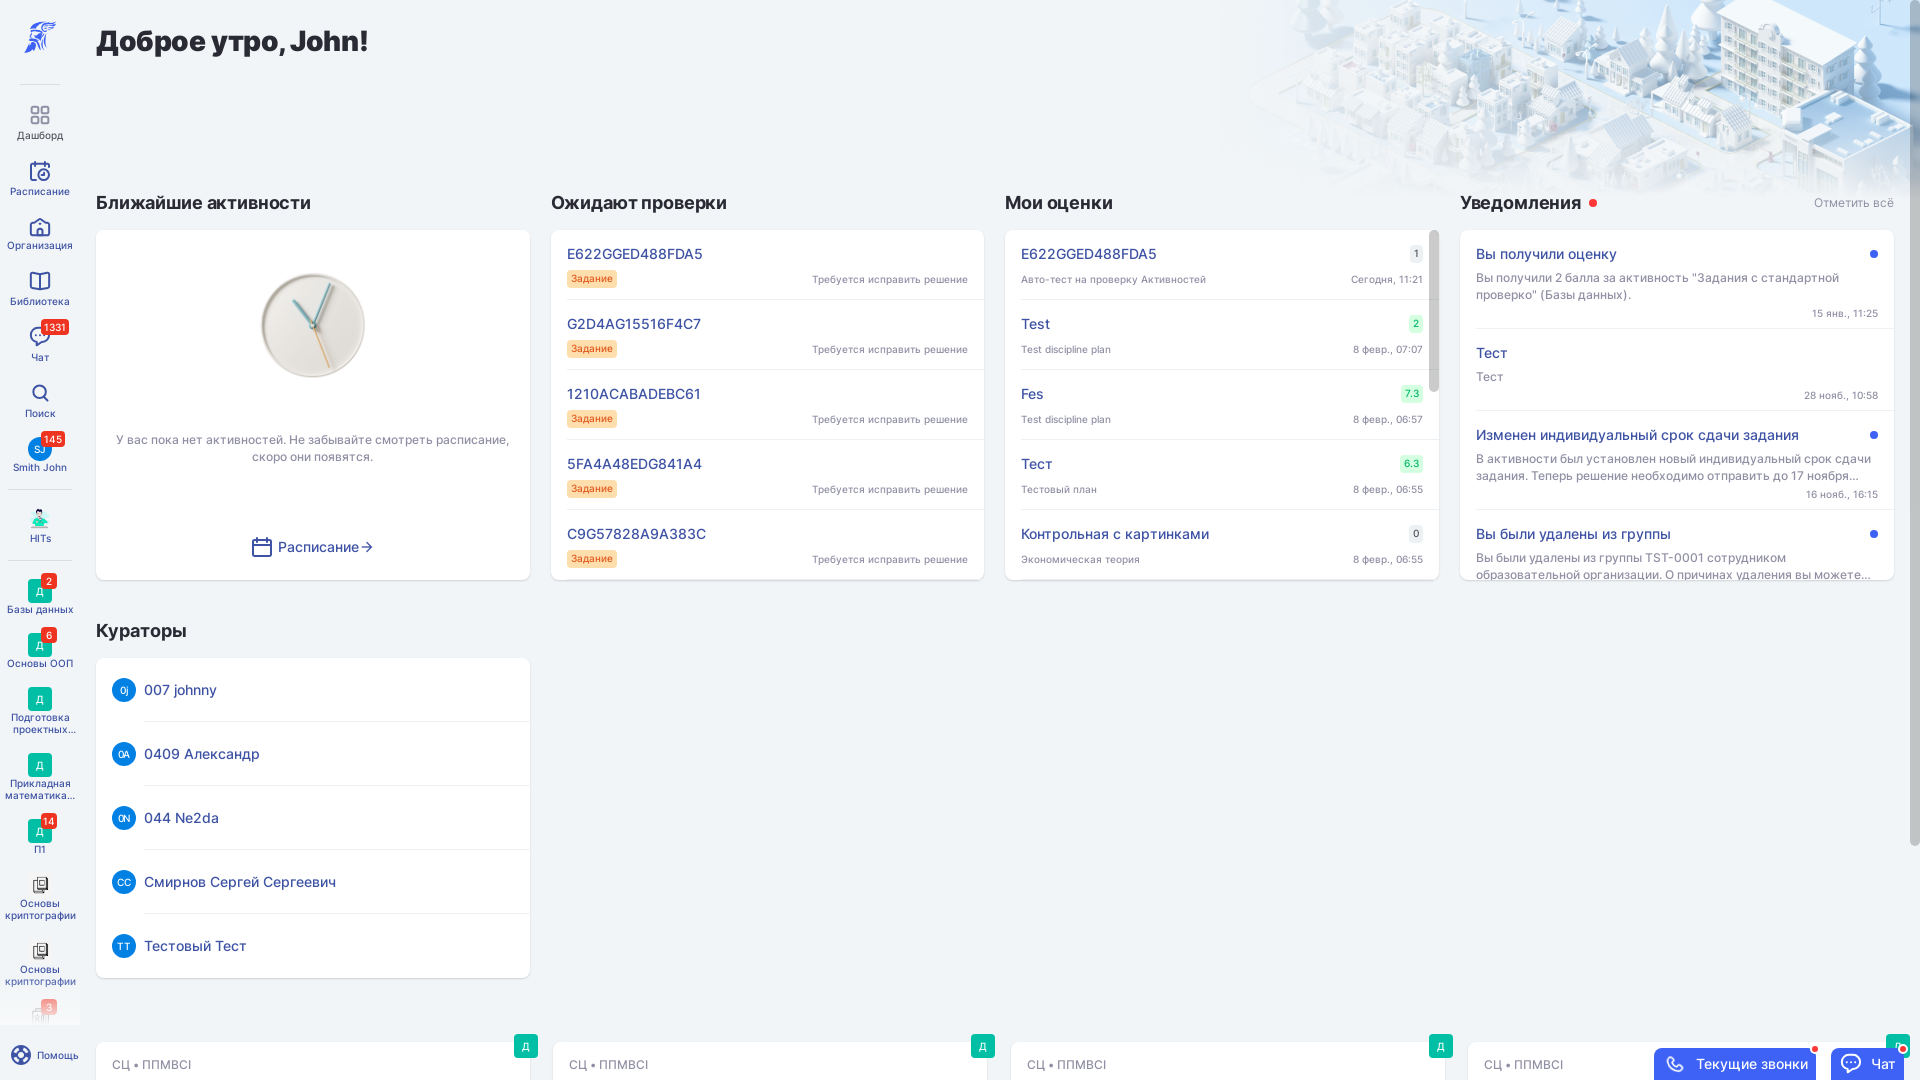 Доброе утро, John!
Дашборд
Расписание
Организация
Библиотека
1331
Чат
Поиск
145
SJ
Smith John
HITs
2
Д
Базы данных
6
Д
Основы ООП
Д
Подготовка
проектных...
Д
Прикладная
математика...
14
Д
П1
Основы
криптографии
Основы
криптографии
3
Помощь
Ближайшие активности
У вас пока нет активностей. Не забывайте смотреть расписание,
скоро они появятся.
Расписание
Ожидают проверки
E622GGED488FDA5
Задание
Требуется исправить решение
G2D4AG15516F4C7
Задание
Требуется исправить решение
1210ACABADEBC61
Задание
Требуется исправить решение
5FA4A48EDG841A4
Задание
Требуется исправить решение
C9G57828A9A383C
Задание
Требуется исправить решение
Мои оценки
E622GGED488FDA5
1
Авто-тест на проверку Активностей
Сегодня, 11:21
Test
2
Test discipline plan
8 февр., 07:07
Fes
7.3
Test discipline plan
8 февр., 06:57
Тест
6.3
Тестовый план
8 февр., 06:55
Контрольная с картинками
0
Экономическая теория
8 февр., 06:55
Уведомления
Отметить всё
Вы получили оценку
Вы получили 2 балла за активность "Задания с стандартной
проверко" (Базы данных).
15 янв., 11:25
Тест
Тест
28 нояб., 10:58
Изменен индивидуальный срок сдачи задания
В активности был установлен новый индивидуальный срок сдачи
задания. Теперь решение необходимо отправить до 17 ноября...
16 нояб., 16:15
Вы были удалены из группы
Вы были удалены из группы TST-0001 сотрудником
образовательной организации. О причинах удаления вы можете...
Кураторы
0j
007 johnny
0А
0409 Александр
0N
044 Ne2da
СС
Смирнов Сергей Сергеевич
ТТ
Тестовый Тест
Д
СЦ • ППМВСI
Д
СЦ • ППМВСI
Д
СЦ • ППМВСI
СЦ • ППМВСI
Текущие звонки
Чат